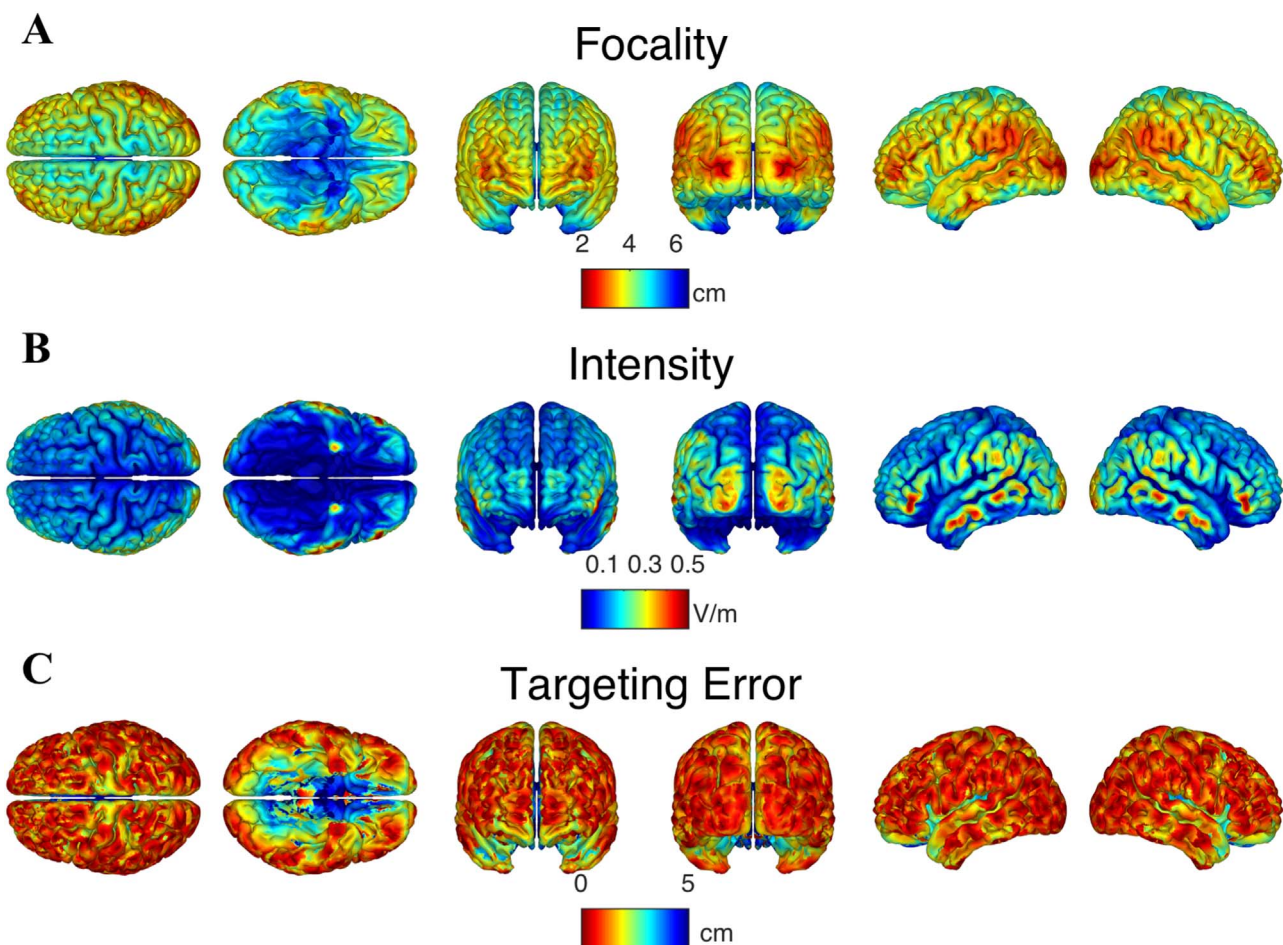 A
Focality
2 4 6
cm
B
Intensity
0.1 0.3 0.5
V/m
C
Targeting Error
0 5
cm